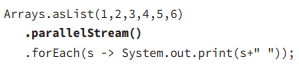 Arrays.asList(1,2,3,4,5,6)
.parallelStream()
.forEach(s -> System.out.print(s+" "));